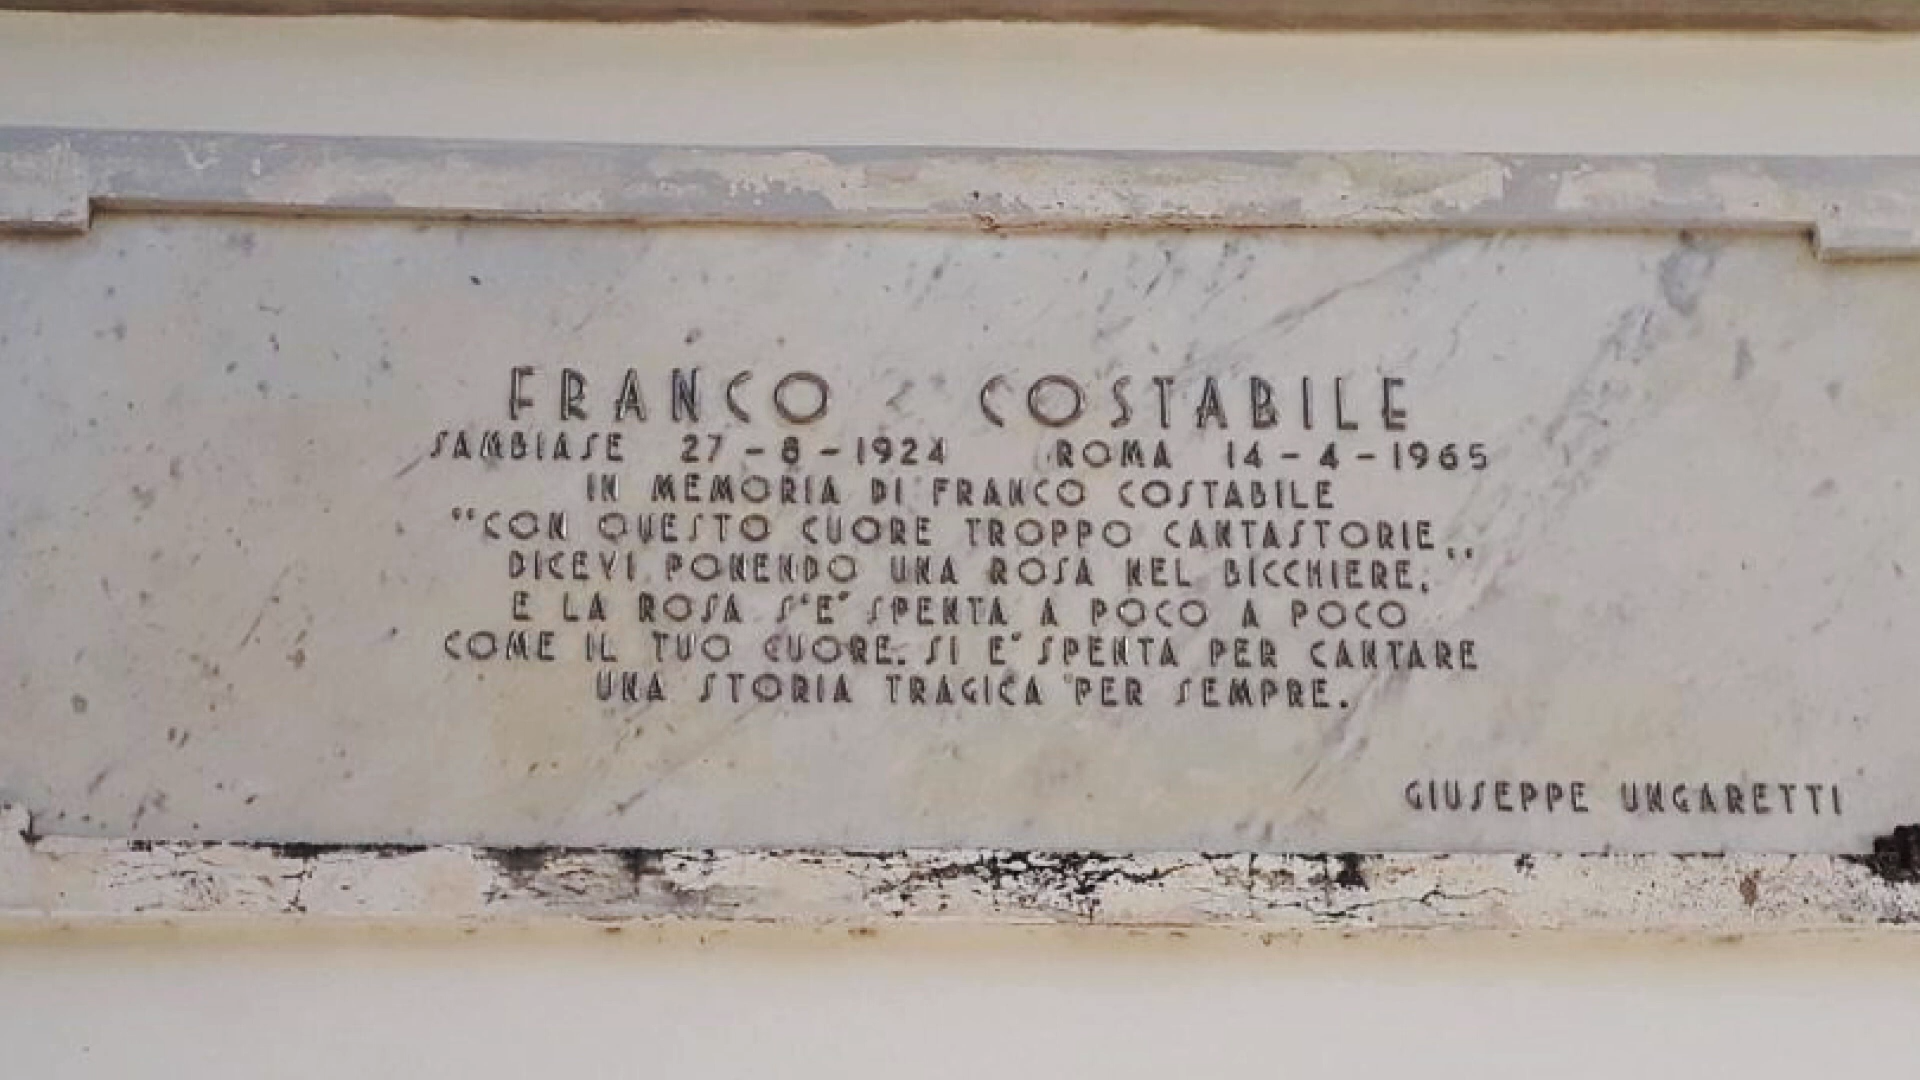 FRANCO COSTABILE
SAMBIASE 27-8-1924 ROMA 14-4-1965
IN MEMORIA DI FRANCO COSTABILE
"CON QUESTO CUORE TROPPO CANTASTORIE,,
DICEVI PONENDO UNA ROSA NEL BICCHIERE,
E LA ROSA S'E' SPENTA A POCO A POCO
COME IL TUO CUORE. SI E' SPENTA PER CANTARE
UNA STORIA TRAGICA PER SEMPRE.
GIUSEPPE UNGARETTI